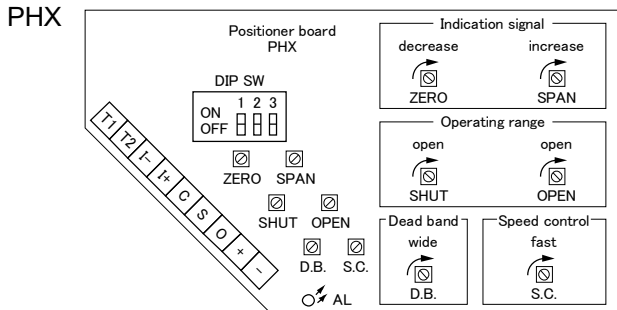 PHX
Positioner board
PHX
DIP SW
1 2 3
ON
OFF
T1 T2 I- I+ C S O + -
ZERO SPAN
SHUT OPEN
D.B. S.C.
AL
Indication signal
decrease increase
ZERO SPAN
Operating range
open open
SHUT OPEN
Dead band
wide
D.B.
Speed control
fast
S.C.